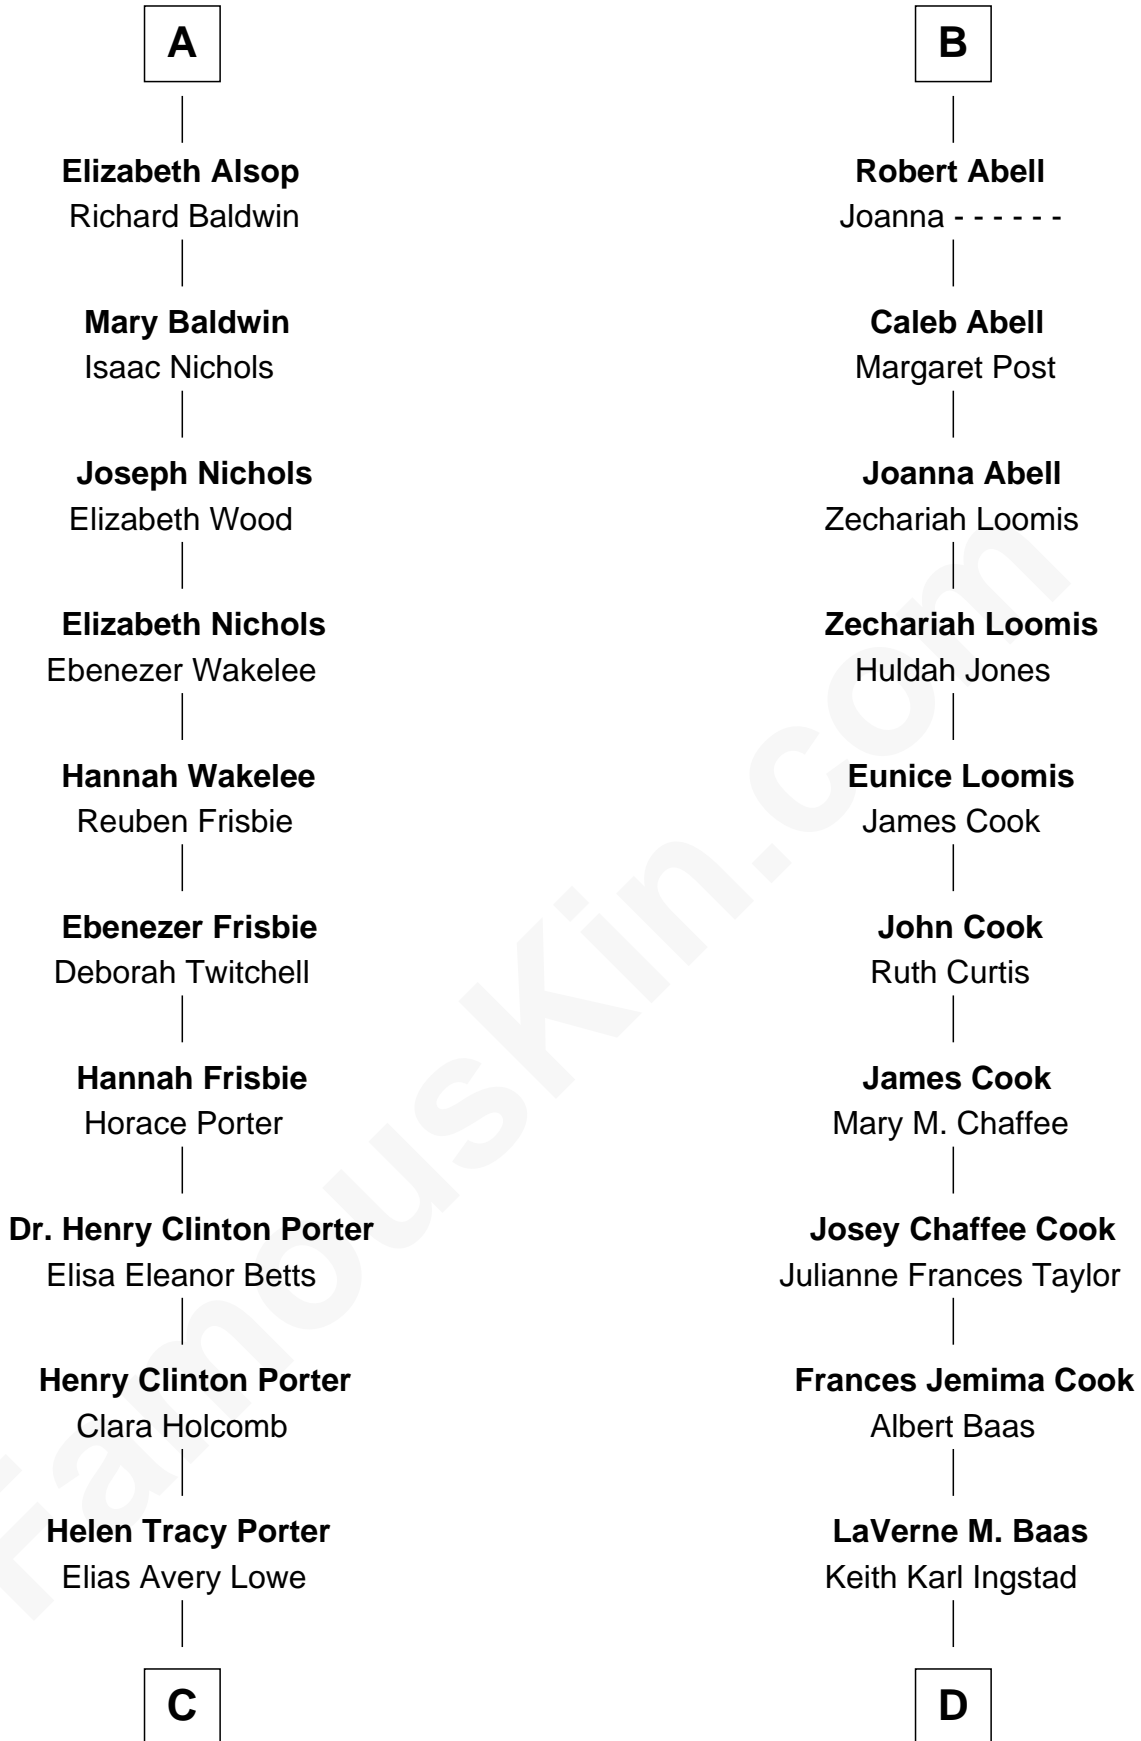 A
Elizabeth Alsop
Richard Baldwin
Mary Baldwin
Isaac Nichols
Joseph Nichols
Elizabeth Wood
Elizabeth Nichols
Ebenezer Wakelee
Hannah Wakelee
Reuben Frisbie
Ebenezer Frisbie
Deborah Twitchell
Hannah Frisbie
Horace Porter
Dr. Henry Clinton Porter
Elisa Eleanor Betts
Henry Clinton Porter
Clara Holcomb
Helen Tracy Porter
Elias Avery Lowe
C
B
Robert Abell
Joanna - - - - - -
Caleb Abell
Margaret Post
Joanna Abell
Zechariah Loomis
Zechariah Loomis
Huldah Jones
Eunice Loomis
James Cook
John Cook
Ruth Curtis
James Cook
Mary M. Chaffee
Josey Chaffee Cook
Julianne Frances Taylor
Frances Jemima Cook
Albert Baas
LaVerne M. Baas
Keith Karl Ingstad
D
FamousKin.com